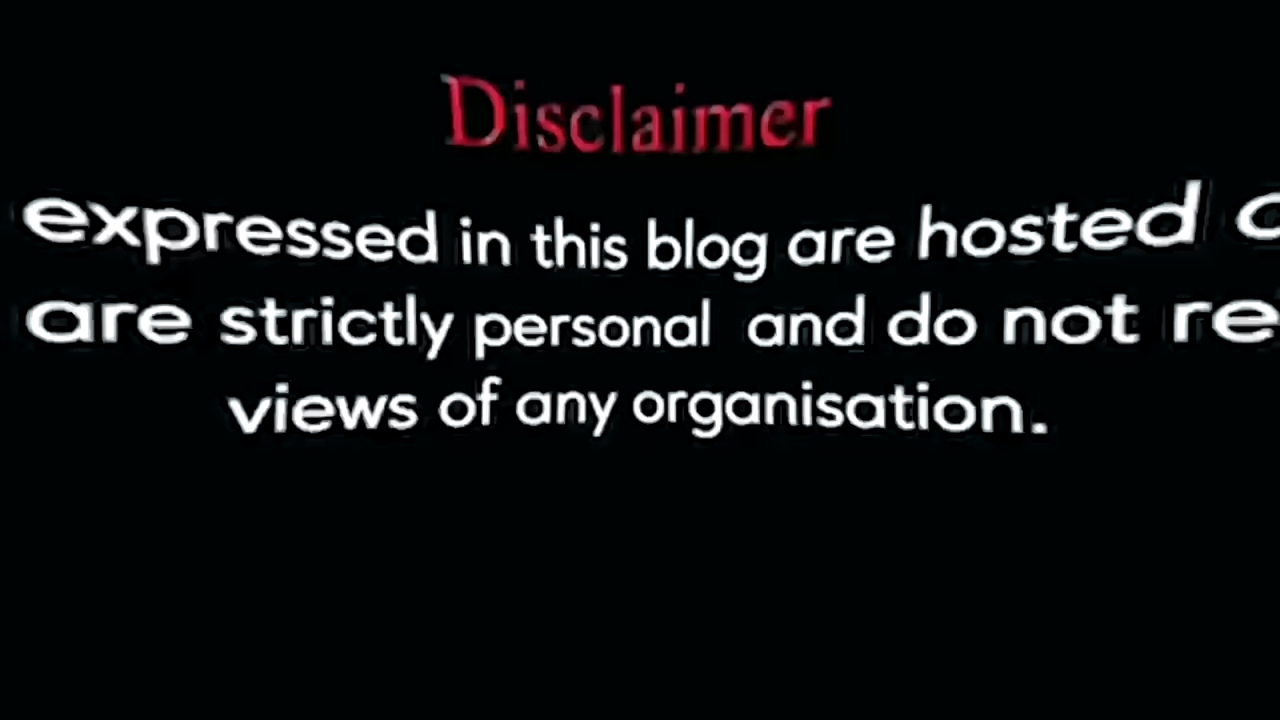 Disclaimer
expressed in this blog are hosted
are strictly personal and do not
views of any organisation.